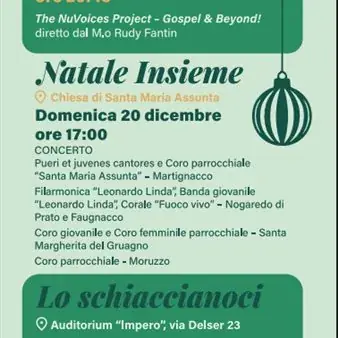 The NuVoices Project – Gospel & Beyond!
diretto dal M,o Rudy Fantin
Natale Insieme
Chiesa di Santa Maria Assunta
Domenica 20 dicembre
ore 17:00
CONCERTO
Pueri et juvenes cantores e Coro parrocchiale
"Santa Maria Assunta" – Martignacco
Filarmonica "Leonardo Linda", Banda giovanile
"Leonardo Linda", Corale "Fuoco vivo" – Nogaredo di
Prato e Faugnacco
Coro giovanile e Coro femminile parrocchiale – Santa
Margherita del Gruagno
Coro parrocchiale - Moruzzo
Lo schiaccianoci
Auditorium "Impero", via Delser 23